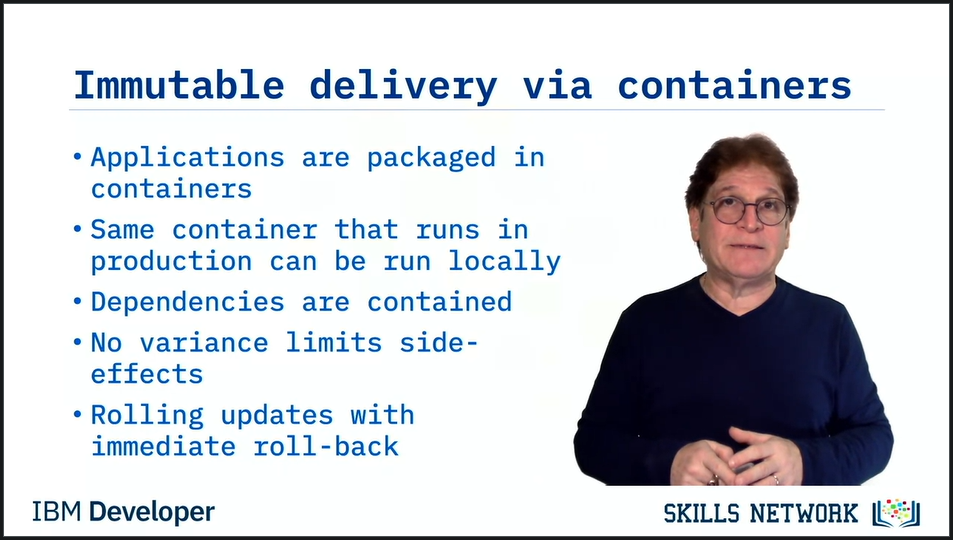 Immutable delivery via containers
• Applications are packaged in
containers
• Same container that runs in
production can be run locally
• Dependencies are contained
• No variance limits side-
effects
• Rolling updates with
immediate roll-back
IBM Developer
SKILLS NETWORK